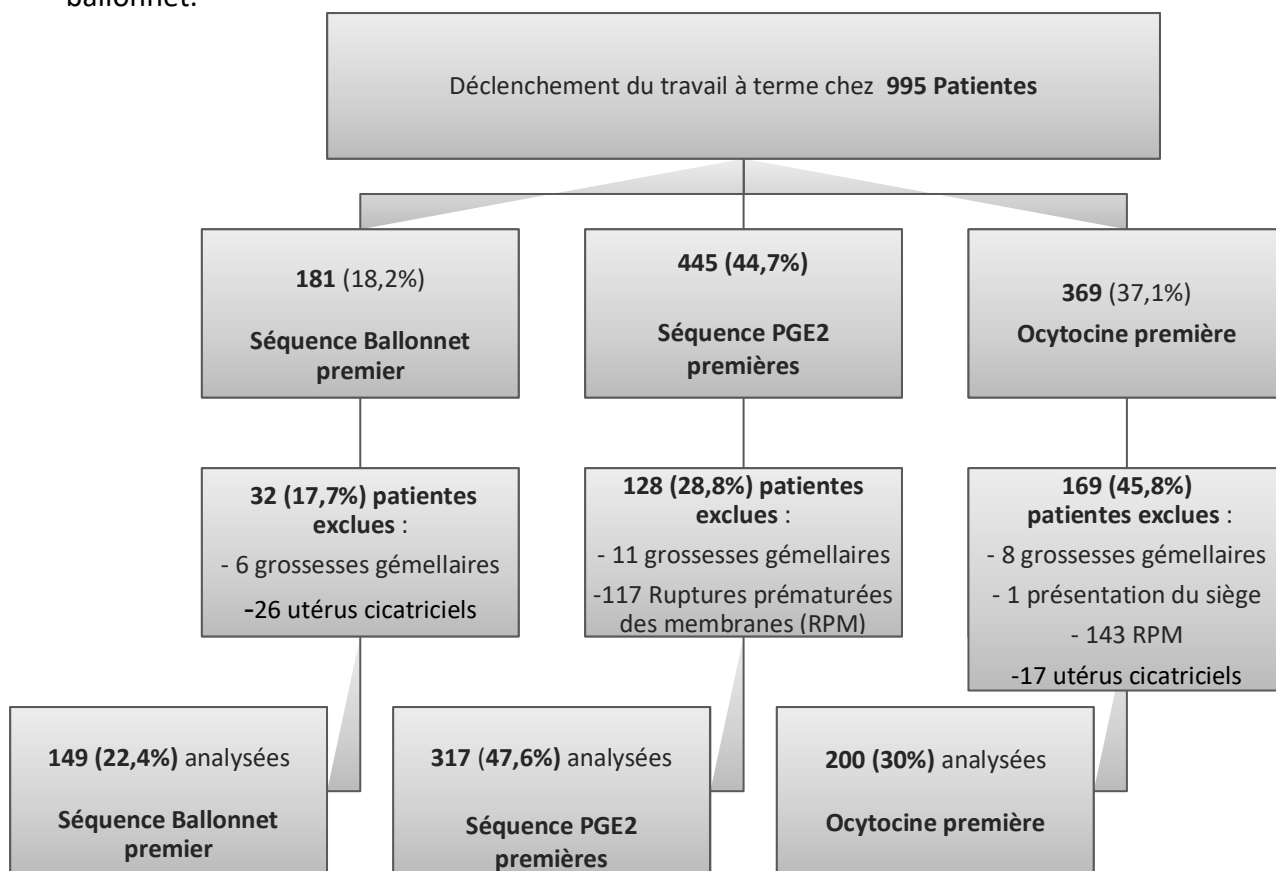 ballonnet.
Déclenchement du travail à terme chez 995 Patientes
181 (18,2%)
Séquence Ballonnet
premier
445 (44,7%)
Séquence PGE2
premières
369 (37,1%)
Ocytocine première
32 (17,7%) patientes
exclues :
- 6 grossesses gémellaires
-26 utérus cicatriciels
128 (28,8%) patientes
exclues :
- 11 grossesses gémellaires
-117 Ruptures prématurées
des membranes (RPM)
169 (45,8%)
patientes exclues :
- 8 grossesses gémellaires
- 1 présentation du siège
- 143 RPM
-17 utérus cicatriciels
149 (22,4%) analysées
Séquence Ballonnet
premier
317 (47,6%) analysées
Séquence PGE2
premières
200 (30%) analysées
Ocytocine première